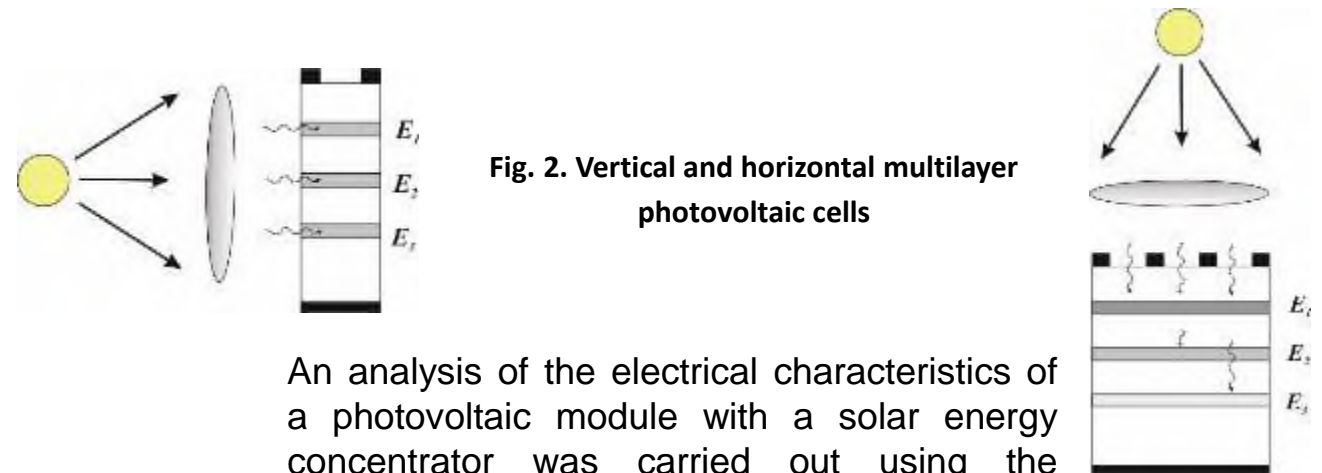 E₁
E₂
E₃
Fig. 2. Vertical and horizontal multilayer
photovoltaic cells
E₁
E₂
E₃
An analysis of the electrical characteristics of
a photovoltaic module with a solar energy
concentrator was carried out using the